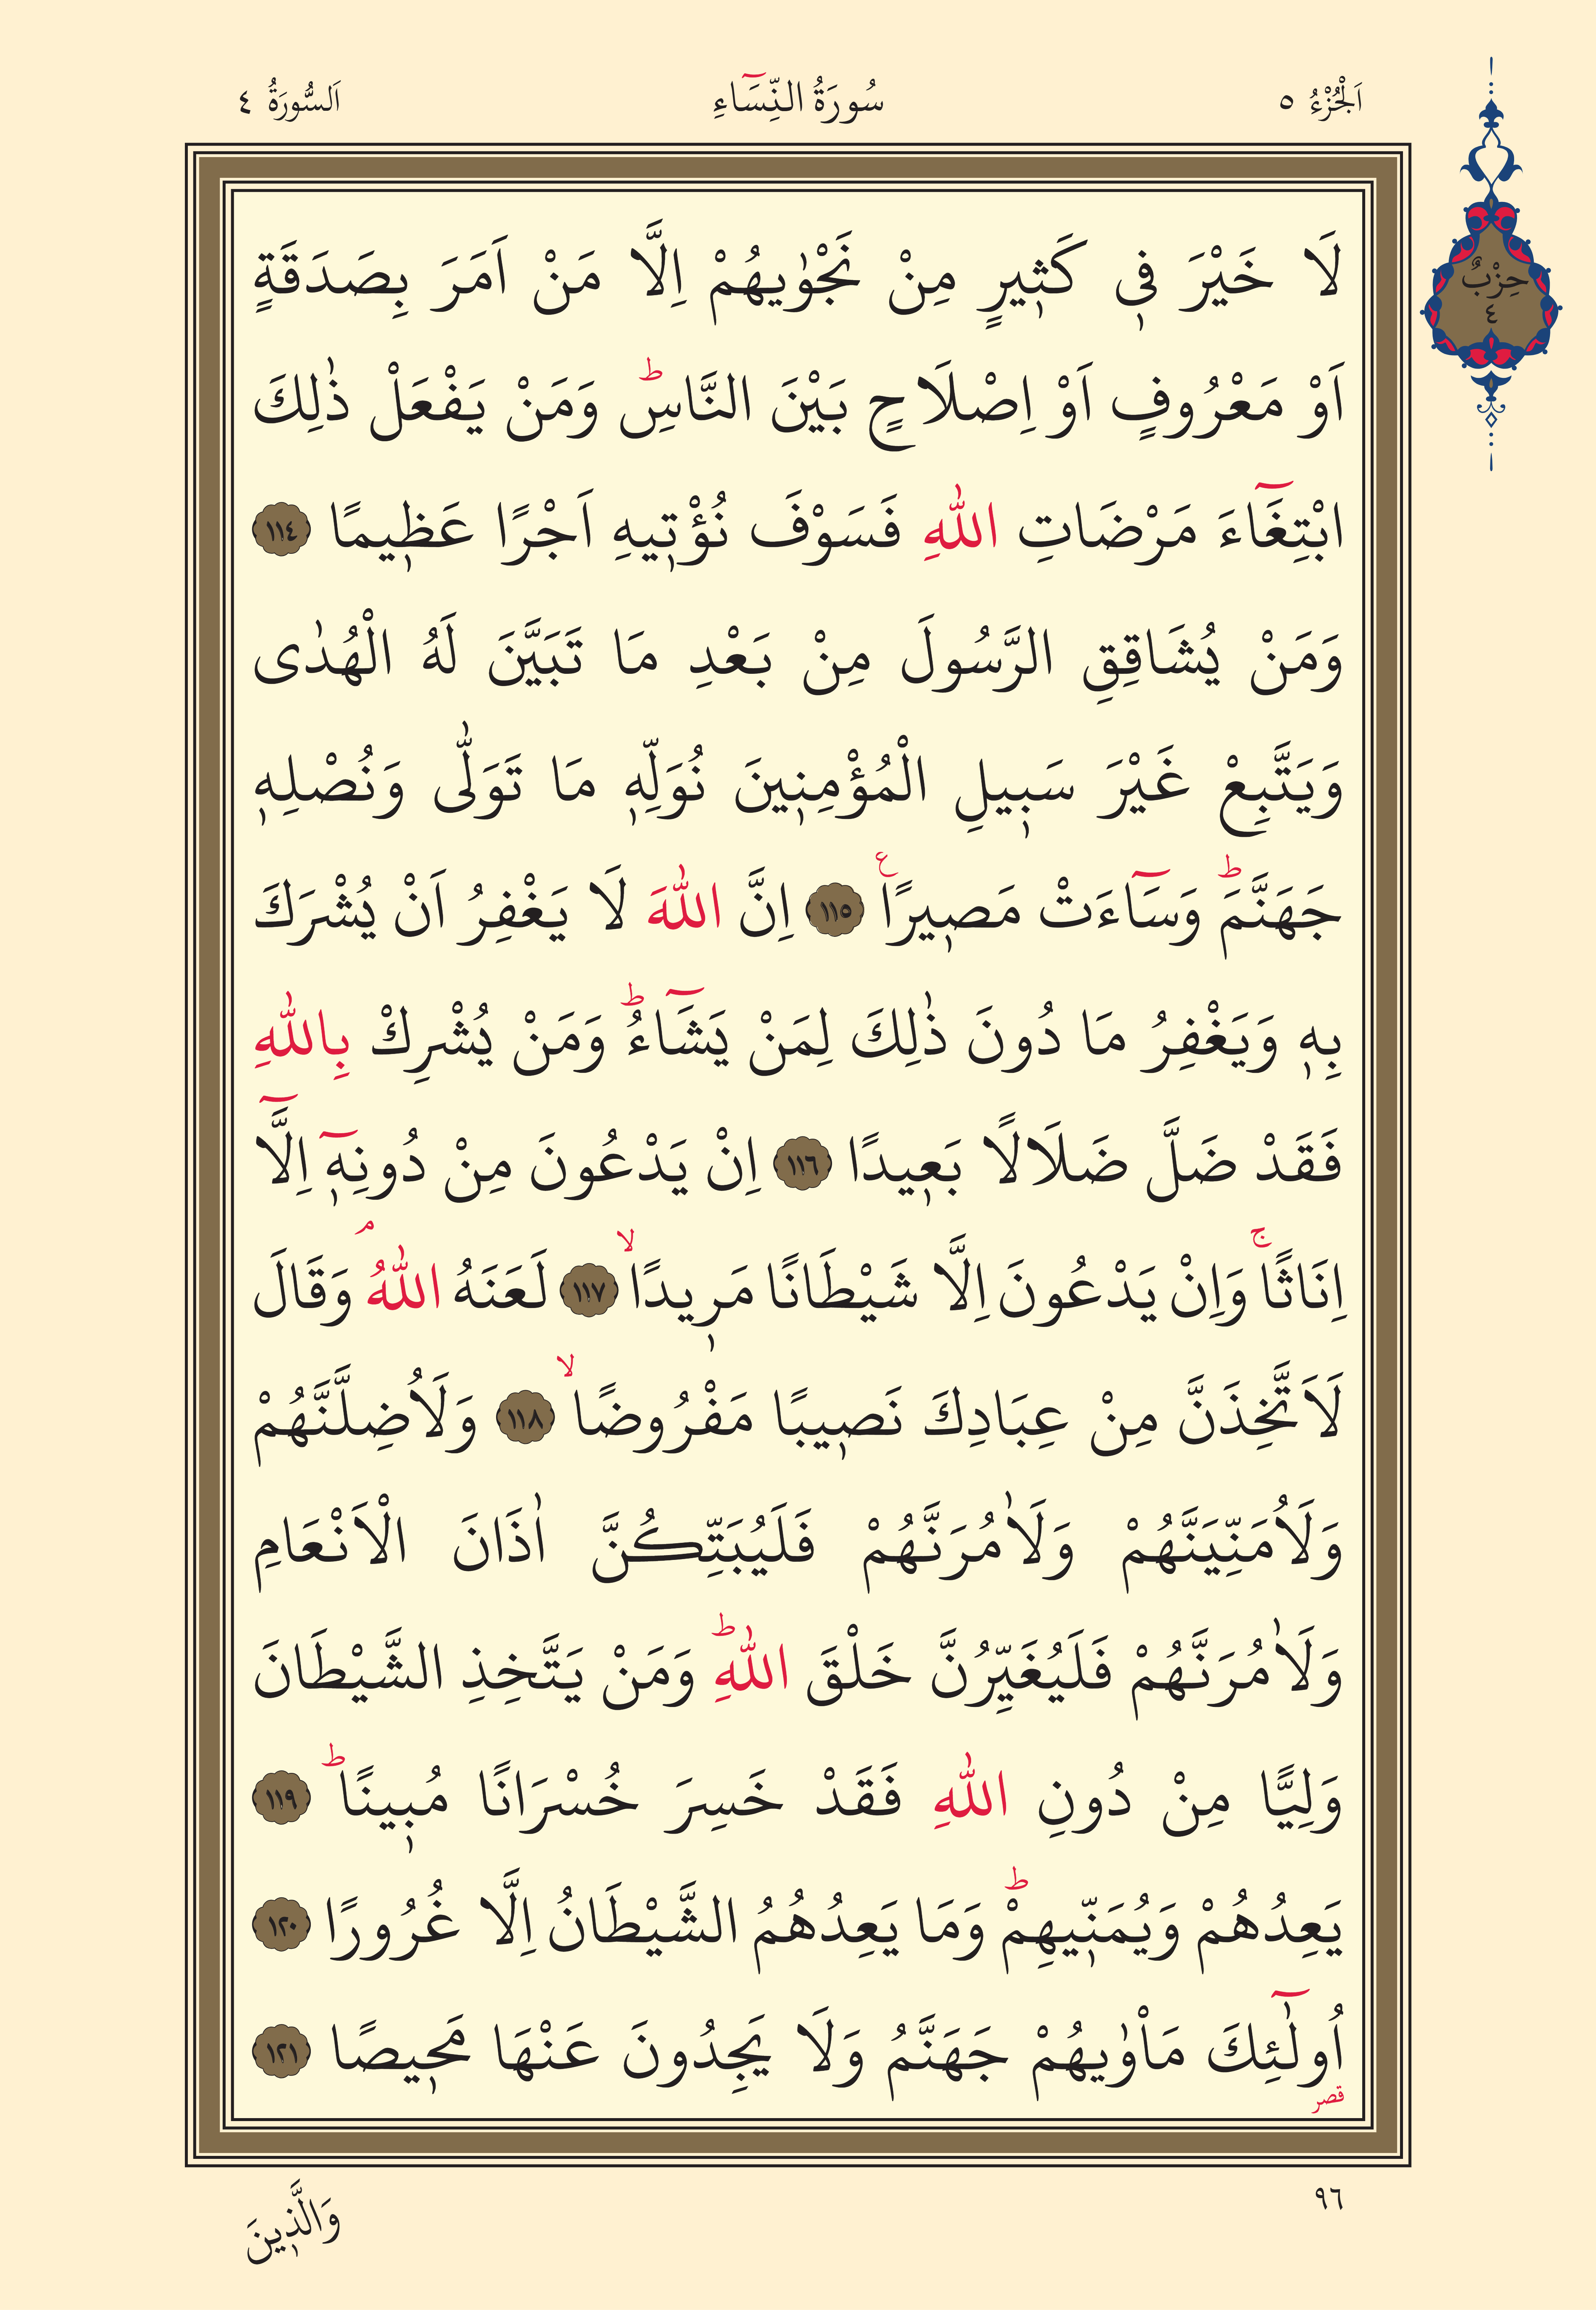 اَلْجُزْءُ ٥
سُورَةُ النِّسَٓاءِ
اَلسُّورَةُ ٤
حِزْبٌ
٤
لَا خَيْرَ ف۪ي كَث۪يرٍ مِنْ نَجْوٰيهُمْ اِلَّا مَنْ اَمَرَ بِصَدَقَةٍ
اَوْ مَعْرُوفٍ اَوْ اِصْلَاحٍ بَيْنَ النَّاسِۜ وَمَنْ يَفْعَلْ ذٰلِكَ
ابْتِغَٓاءَ مَرْضَاتِ اللّٰهِ فَسَوْفَ نُؤْت۪يهِ اَجْرًا عَظ۪يمًا ﴿١١٤﴾
وَمَنْ يُشَاقِقِ الرَّسُولَ مِنْ بَعْدِ مَا تَبَيَّنَ لَهُ الْهُدٰى
وَيَتَّبِعْ غَيْرَ سَب۪يلِ الْمُؤْمِن۪ينَ نُوَلِّه۪ مَا تَوَلّٰى وَنُصْلِه۪
جَهَنَّمَۜ وَسَٓاءَتْ مَص۪يرًاࣖ ﴿١١٥﴾ اِنَّ اللّٰهَ لَا يَغْفِرُ اَنْ يُشْرَكَ
بِه۪ وَيَغْفِرُ مَا دُونَ ذٰلِكَ لِمَنْ يَشَٓاءُۜ وَمَنْ يُشْرِكْ بِاللّٰهِ
فَقَدْ ضَلَّ ضَلَالًا بَع۪يدًا ﴿١١٦﴾ اِنْ يَدْعُونَ مِنْ دُونِه۪ٓ اِلَّٓا
اِنَاثًاۚ وَاِنْ يَدْعُونَ اِلَّا شَيْطَانًا مَر۪يدًاۙ ﴿١١٧﴾ لَعَنَهُ اللّٰهُۢ وَقَالَ
لَاَتَّخِذَنَّ مِنْ عِبَادِكَ نَص۪يبًا مَفْرُوضًاۙ ﴿١١٨﴾ وَلَاُضِلَّنَّهُمْ
وَلَاُمَنِّيَنَّهُمْ وَلَاٰمُرَنَّهُمْ فَلَيُبَتِّكُنَّ اٰذَانَ الْاَنْعَامِ
وَلَاٰمُرَنَّهُمْ فَلَيُغَيِّرُنَّ خَلْقَ اللّٰهِۜ وَمَنْ يَتَّخِذِ الشَّيْطَانَ
وَلِيًّا مِنْ دُونِ اللّٰهِ فَقَدْ خَسِرَ خُسْرَانًا مُب۪ينًاۜ ﴿١١٩﴾
يَعِدُهُمْ وَيُمَنّ۪يهِمْۜ وَمَا يَعِدُهُمُ الشَّيْطَانُ اِلَّا غُرُورًا ﴿١٢٠﴾
اُو۬لٰٓئِكَ مَاْوٰيهُمْ جَهَنَّمُ وَلَا يَجِدُونَ عَنْهَا مَح۪يصًا ﴿١٢١﴾
قصر
٩٦
وَالَّذ۪ينَ